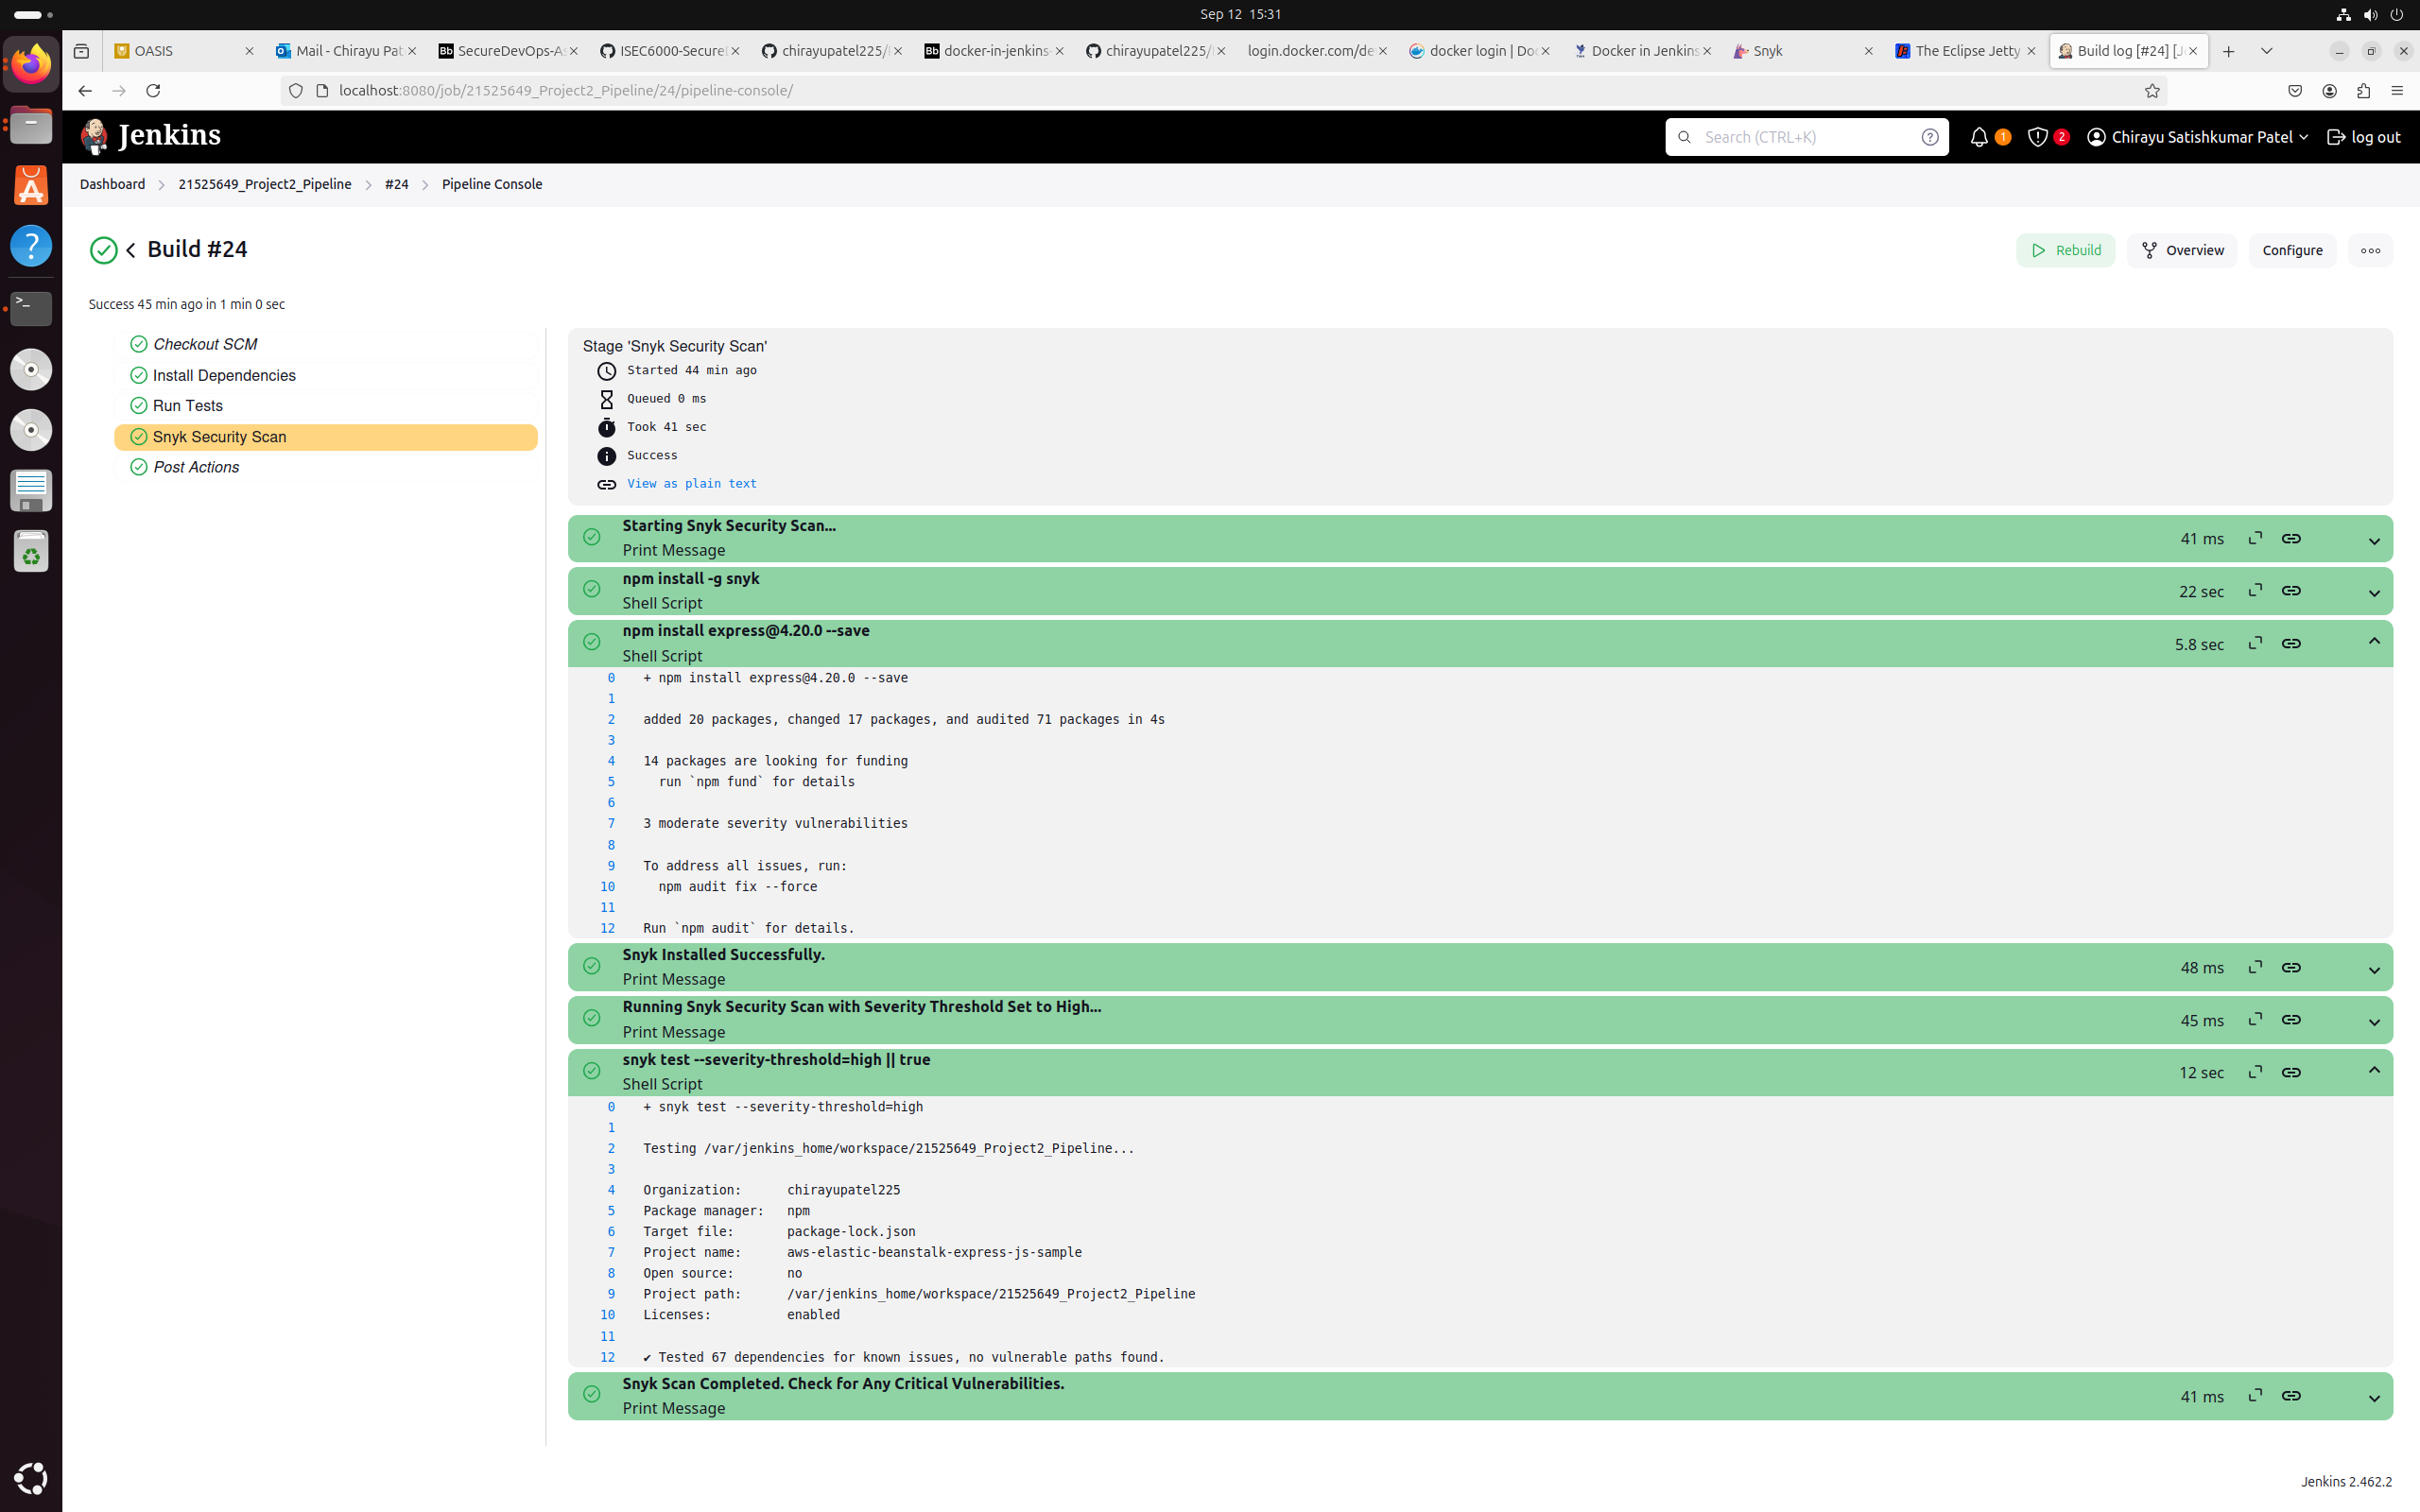 Sep 12 15:31
OASIS
Mail - Chirayu Pat
SecureDevOps-As
ISEC6000-Secure
chirayupatel225/
docker-in-jenkins-
chirayupatel225/
login.docker.com/de
docker login | Doc
Docker in Jenkins
Snyk
The Eclipse Jetty
Build log [#24] [J
localhost:8080/job/21525649_Project2_Pipeline/24/pipeline-console/
Jenkins
Search (CTRL+K)
1
2
Chirayu Satishkumar Patel
log out
Dashboard
21525649_Project2_Pipeline
#24
Pipeline Console
Build #24
Rebuild
Overview
Configure
Success 45 min ago in 1 min 0 sec
Checkout SCM
Install Dependencies
Run Tests
Snyk Security Scan
Post Actions
Stage 'Snyk Security Scan'
Started 44 min ago
Queued 0 ms
Took 41 sec
Success
View as plain text
Starting Snyk Security Scan...
Print Message
41 ms
npm install -g snyk
Shell Script
22 sec
npm install express@4.20.0 --save
Shell Script
5.8 sec
0 + npm install express@4.20.0 --save
1
2 added 20 packages, changed 17 packages, and audited 71 packages in 4s
3
4 14 packages are looking for funding
5 run `npm fund` for details
6
7 3 moderate severity vulnerabilities
8
9 To address all issues, run:
10 npm audit fix --force
11
12 Run `npm audit` for details.
Snyk Installed Successfully.
Print Message
48 ms
Running Snyk Security Scan with Severity Threshold Set to High...
Print Message
45 ms
snyk test --severity-threshold=high || true
Shell Script
12 sec
0 + snyk test --severity-threshold=high
1
2 Testing /var/jenkins_home/workspace/21525649_Project2_Pipeline...
3
4 Organization: chirayupatel225
5 Package manager: npm
6 Target file: package-lock.json
7 Project name: aws-elastic-beanstalk-express-js-sample
8 Open source: no
9 Project path: /var/jenkins_home/workspace/21525649_Project2_Pipeline
10 Licenses: enabled
11
12 ✔ Tested 67 dependencies for known issues, no vulnerable paths found.
Snyk Scan Completed. Check for Any Critical Vulnerabilities.
Print Message
41 ms
Jenkins 2.462.2